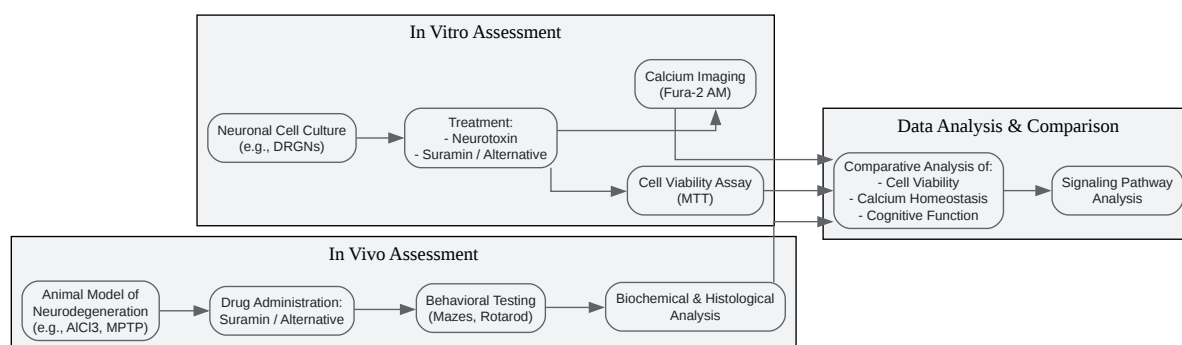 In Vitro Assessment
Neuronal Cell Culture
(e.g., DRGNs)
Treatment:
- Neurotoxin
- Suramin / Alternative
Calcium Imaging
(Fura-2 AM)
Cell Viability Assay
(MTT)
Data Analysis & Comparison
Comparative Analysis of:
- Cell Viability
- Calcium Homeostasis
- Cognitive Function
Signaling Pathway
Analysis
In Vivo Assessment
Animal Model of
Neurodegeneration
(e.g., AlCl3, MPTP)
Drug Administration:
Suramin / Alternative
Behavioral Testing
(Mazes, Rotarod)
Biochemical & Histological
Analysis